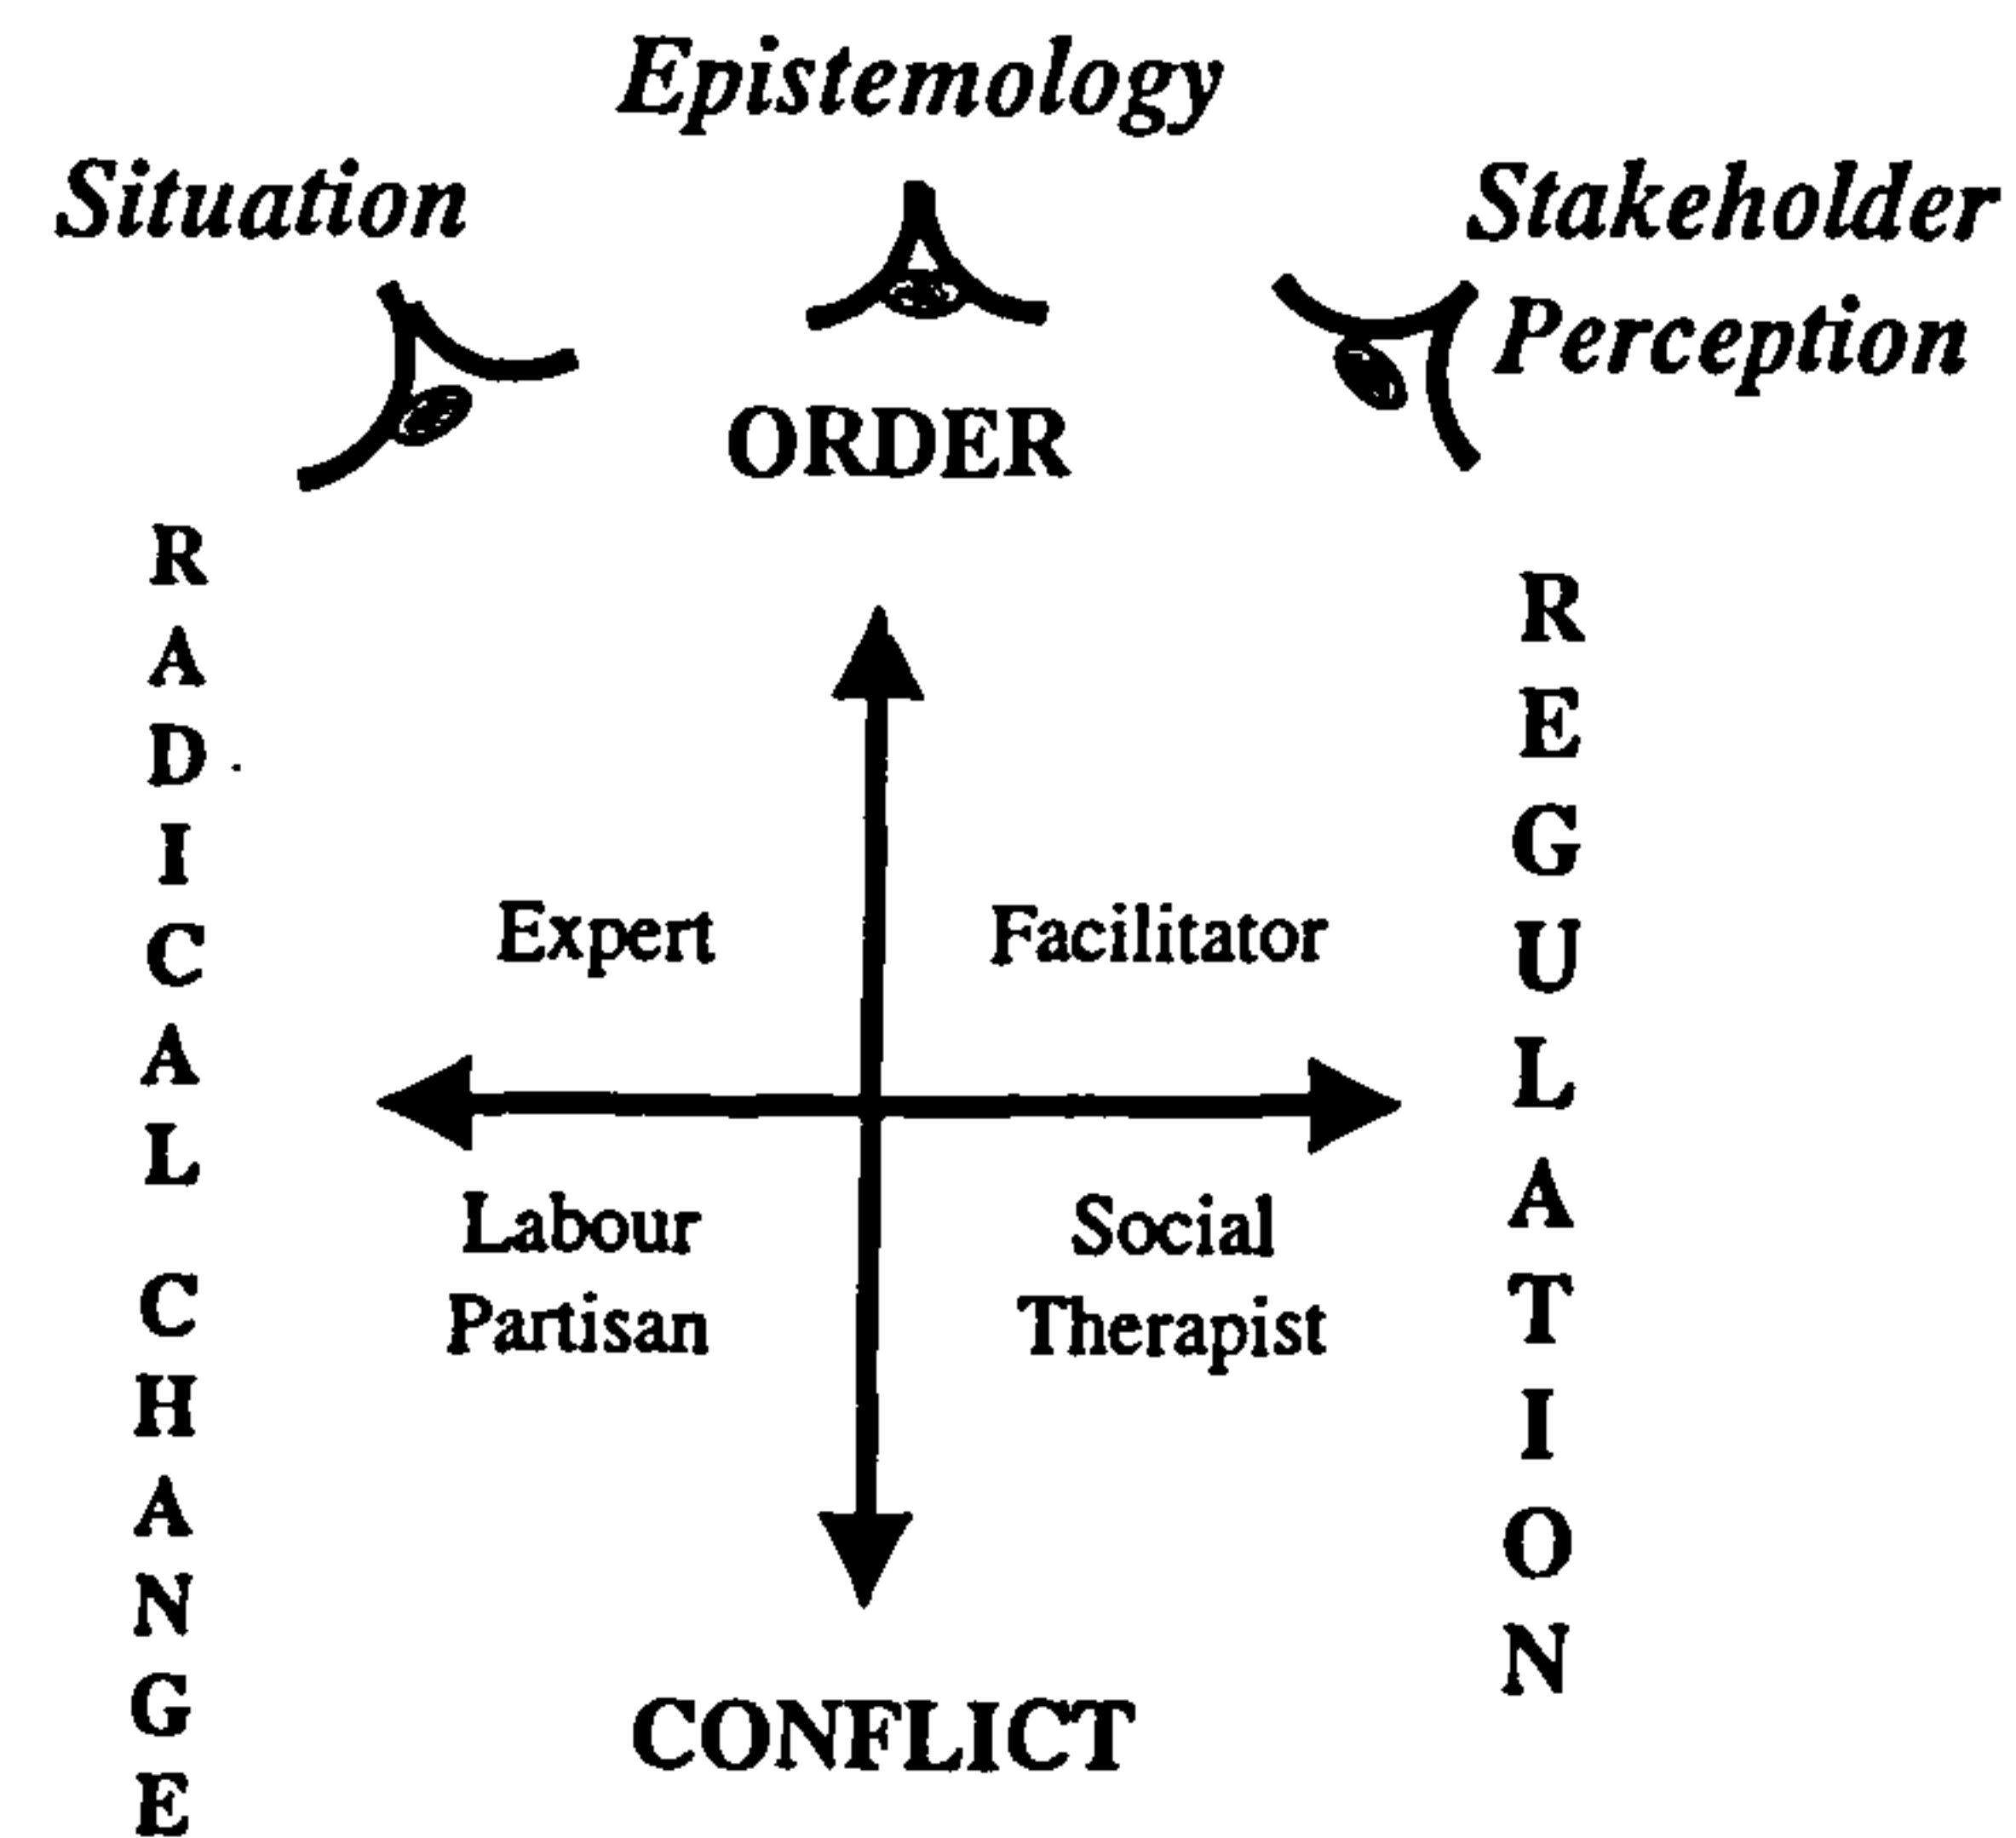 Epistemology
Situation
Stakeholder
Perception
ORDER
RADICAL CHANGE
REGULATION
Expert
Facilitator
Labour
Partisan
Social
Therapist
CONFLICT